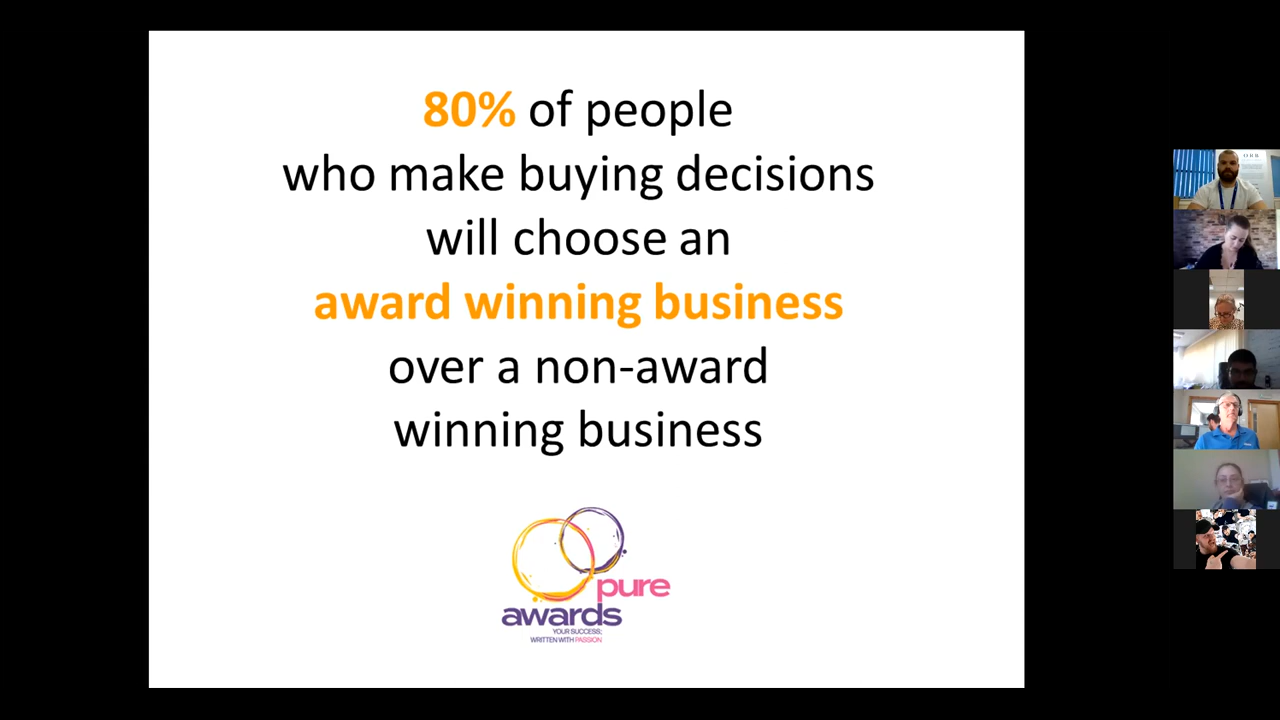 80% of people
who make buying decisions
will choose an
award winning business
over a non-award
winning business
pure
awards
YOUR SUCCESS;
WRITTEN WITH PASSION